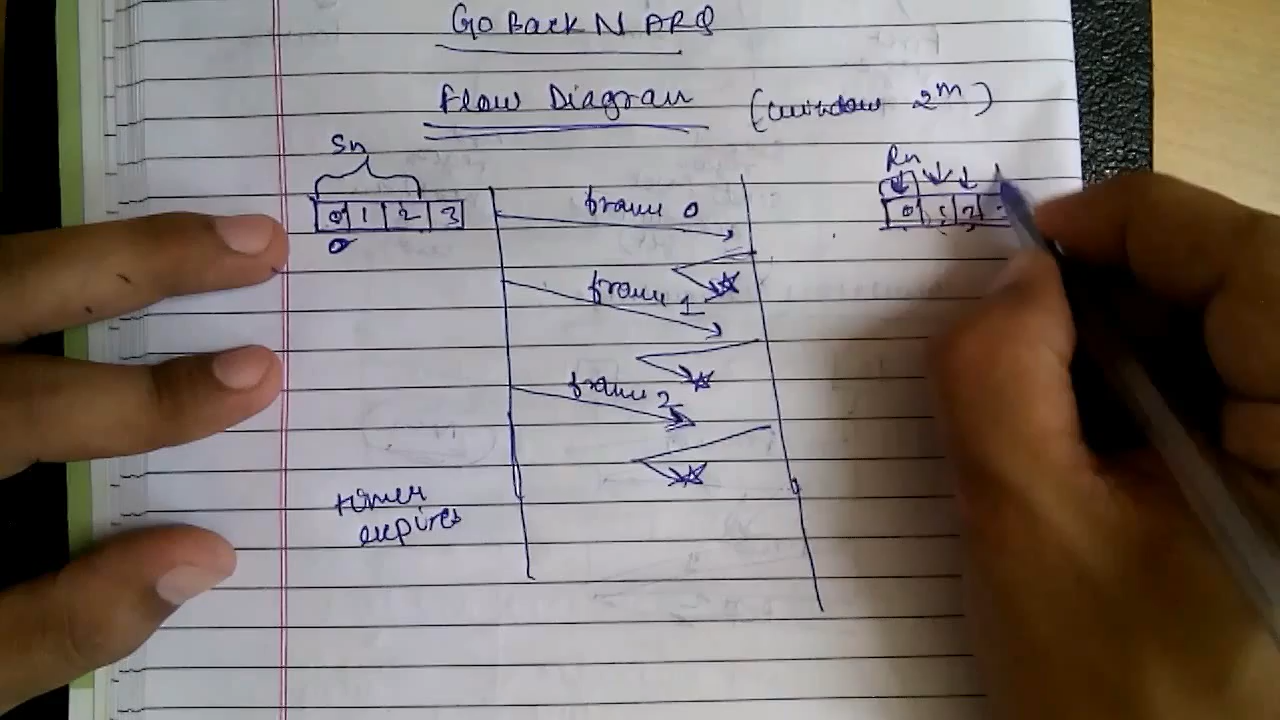 Go Back N ARQ
Flow Diagram (window 2^m)
Sn
Rn
0 1 2 3
0 1 2
0
frame 0
frame 1
frame 2
timer
expires